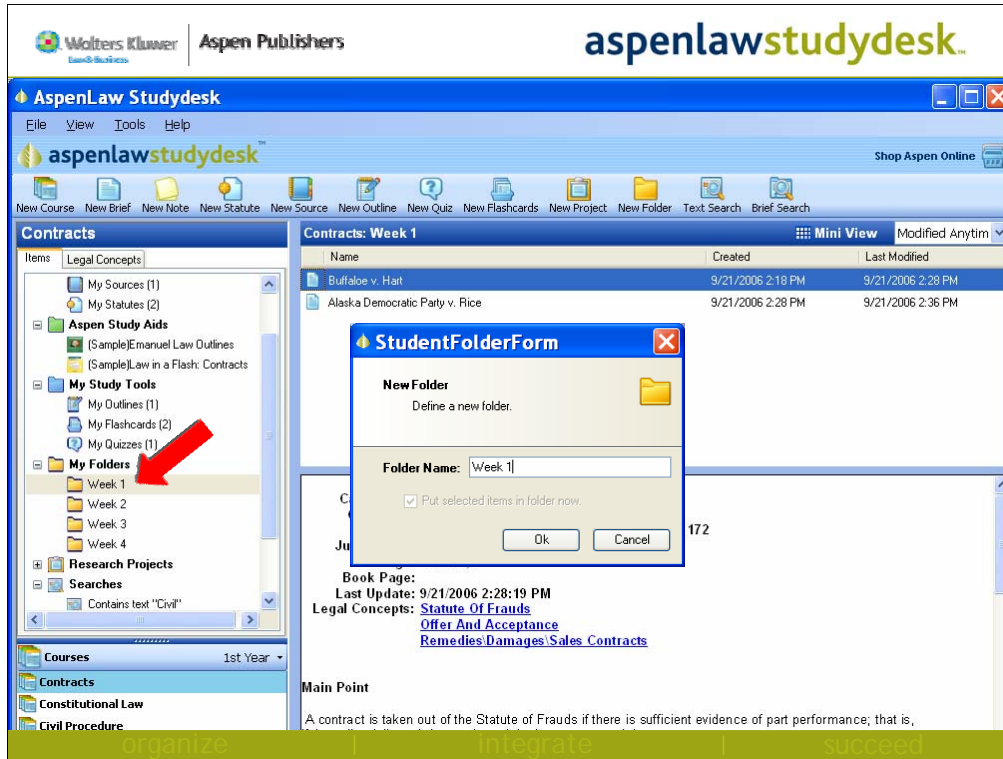 Wolters Kluwer
Law & Business
Aspen Publishers
aspenlawstudydesk™
AspenLaw Studydesk
File View Tools Help
aspenlawstudydesk™
Shop Aspen Online
New Course New Brief New Note New Statute New Source New Outline New Quiz New Flashcards New Project New Folder Text Search Brief Search
Contracts
Items Legal Concepts
My Sources (1)
My Statutes (2)
Aspen Study Aids
(Sample)Emanuel Law Outlines
(Sample)Law in a Flash: Contracts
My Study Tools
My Outlines (1)
My Flashcards (2)
My Quizzes (1)
My Folders
Week 1
Week 2
Week 3
Week 4
Research Projects
Searches
Contains text "Civil"
Courses 1st Year
Contracts
Constitutional Law
Civil Procedure
Contracts: Week 1 Mini View Modified Anytim
Name Created Last Modified
Buffaloe v. Hart 9/21/2006 2:18 PM 9/21/2006 2:28 PM
Alaska Democratic Party v. Rice 9/21/2006 2:28 PM 9/21/2006 2:36 PM
StudentFolderForm
New Folder
Define a new folder.
Folder Name: Week 1
Put selected items in folder now.
Ok Cancel
172
Ju
Book Page:
Last Update: 9/21/2006 2:28:19 PM
Legal Concepts: Statute Of Frauds
Offer And Acceptance
Remedies\Damages\Sales Contracts
Main Point
A contract is taken out of the Statute of Frauds if there is sufficient evidence of part performance; that is,
organize | integrate | succeed